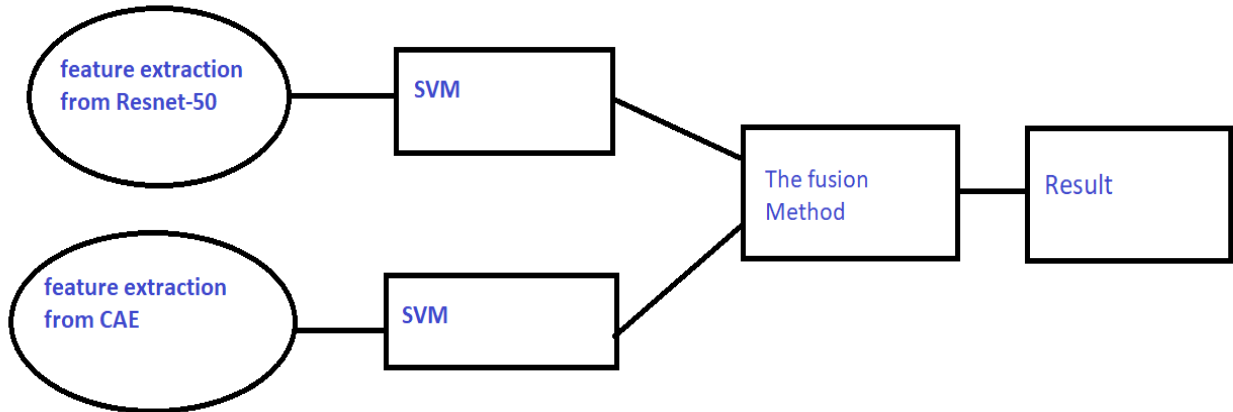 feature extraction
from Resnet-50
SVM
feature extraction
from CAE
SVM
The fusion
Method
Result